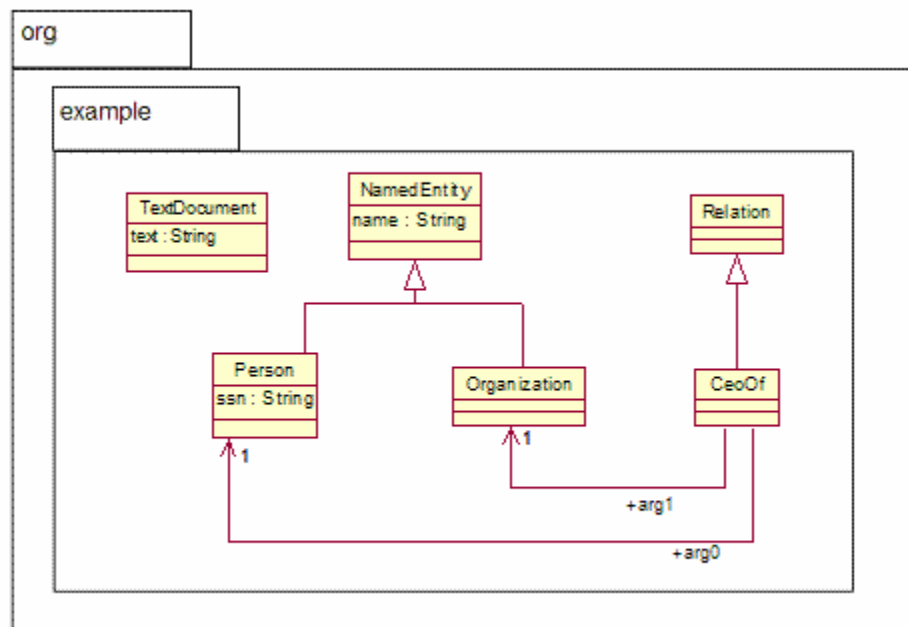 org
example
TextDocument
text : String
NamedEntity
name : String
Relation
Person
ssn : String
Organization
CeoOf
1
1
+arg1
+arg0